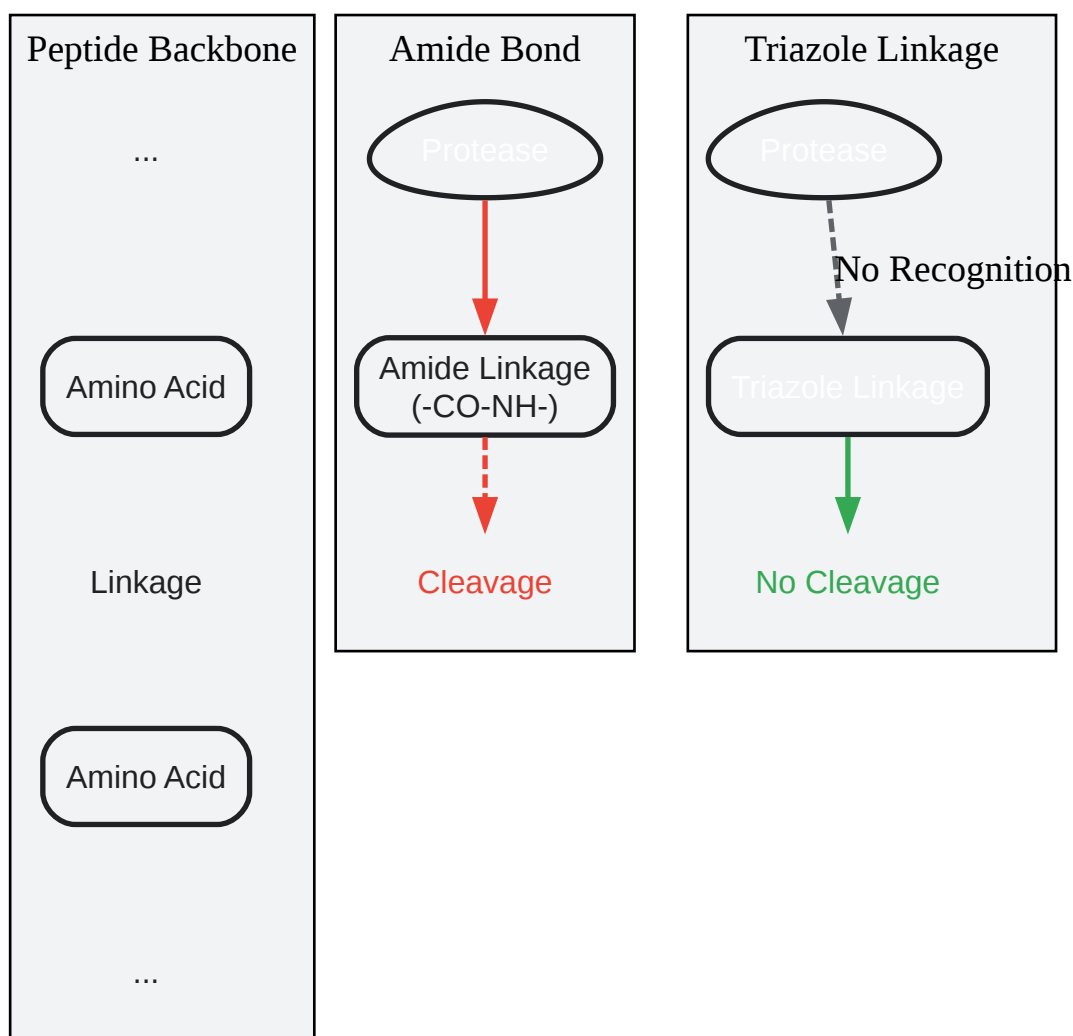 Peptide Backbone
...
Amino Acid
Linkage
Amino Acid
...
Amide Bond
Protease
Amide Linkage
(-CO-NH-)
Cleavage
Triazole Linkage
Protease
No Recognition
Triazole Linkage
No Cleavage